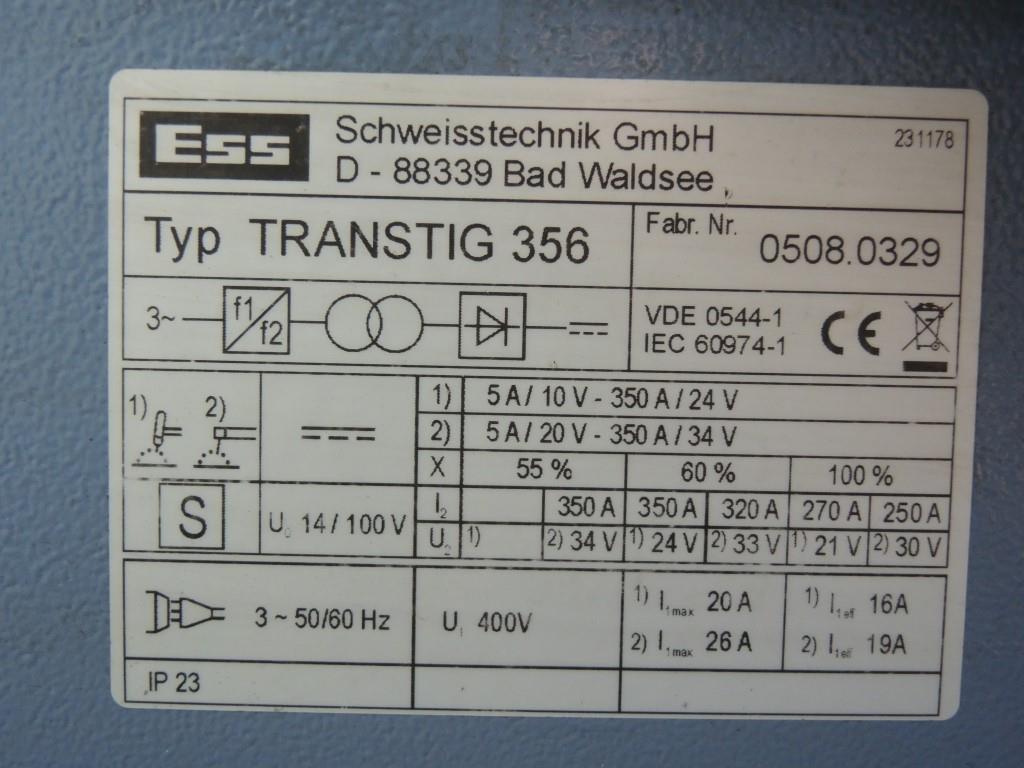 Ess
Schweisstechnik GmbH
D - 88339 Bad Waldsee
231178
Typ TRANSTIG 356
Fabr. Nr. 0508.0329
3~ f1/f2
VDE 0544-1
IEC 60974-1
CE
1) 2)
1) 5 A / 10 V - 350 A / 24 V
2) 5 A / 20 V - 350 A / 34 V
X 55 % 60 % 100 %
S
U₀ 14 / 100 V
I₂ 350 A 350 A 320 A 270 A 250 A
U₂ 1) 2) 34 V 1) 24 V 2) 33 V 1) 21 V 2) 30 V
3 ~ 50/60 Hz
U₁ 400V
1) I₁max 20 A
2) I₁max 26 A
1) I₁eff 16A
2) I₁eff 19A
IP 23